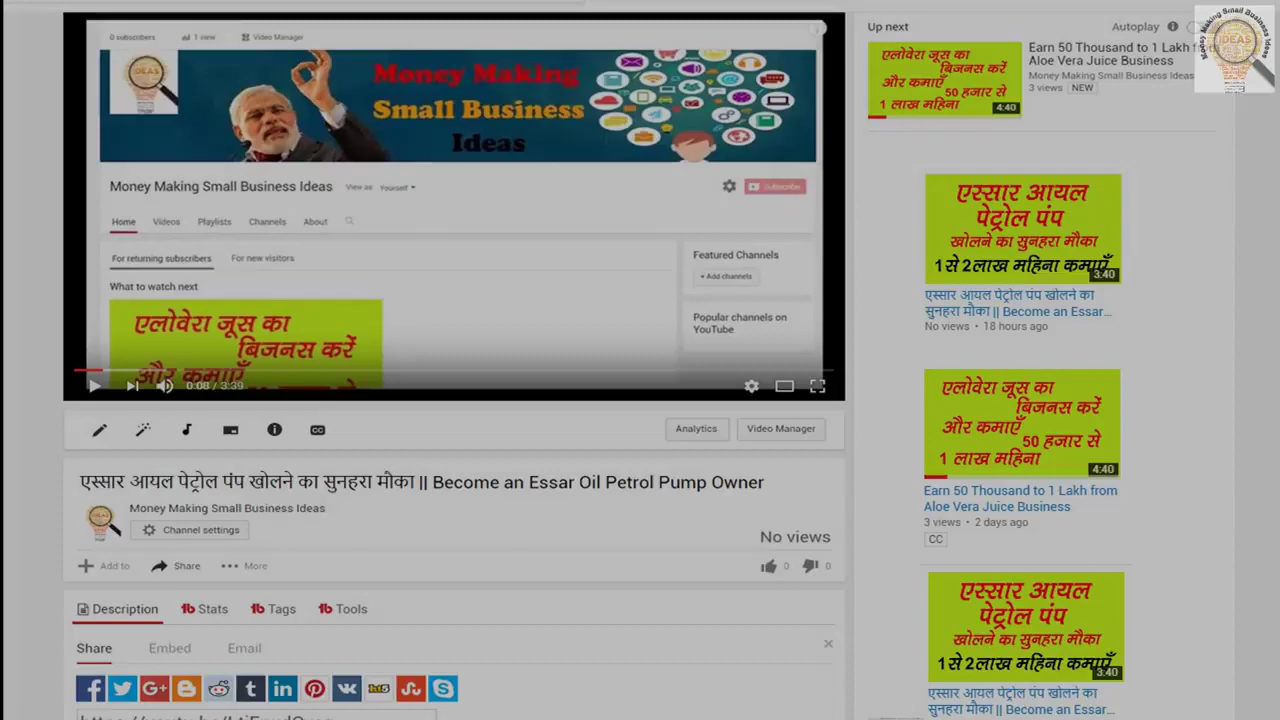 0 subscribers
1 view
Video Manager
IDEAS
Money Making
Small Business
Ideas
Money Making Small Business Ideas
View as
Yourself
Subscribe
Home
Videos
Playlists
Channels
About
For returning subscribers
For new visitors
What to watch next
एलोवेरा जूस का
बिजनस करें
और कमाएँ
Featured Channels
+ Add channels
Popular channels on
YouTube
0:08 / 3:39
CC
Analytics
Video Manager
एस्सार आयल पेट्रोल पंप खोलने का सुनहरा मौका || Become an Essar Oil Petrol Pump Owner
IDEAS
Money Making Small Business Ideas
Channel settings
No views
Add to
Share
More
0
0
Description
Stats
Tags
Tools
Share
Embed
Email
Up next
Autoplay
एलोवेरा जूस का
बिजनस करें
और कमाएँ
50 हजार से
1 लाख महिना
4:40
Earn 50 Thousand to 1 Lakh from
Aloe Vera Juice Business
Money Making Small Business Ideas
3 views
NEW
Money Making Small Business Ideas
IDEAS
एस्सार आयल
पेट्रोल पंप
खोलने का सुनहरा मौका
1 से 2 लाख महिना कमाएँ
3:40
एस्सार आयल पेट्रोल पंप खोलने का
सुनहरा मौका || Become an Essar...
No views • 18 hours ago
एलोवेरा जूस का
बिजनस करें
और कमाएँ
50 हजार से
1 लाख महिना
4:40
Earn 50 Thousand to 1 Lakh from
Aloe Vera Juice Business
3 views • 2 days ago
CC
एस्सार आयल
पेट्रोल पंप
खोलने का सुनहरा मौका
1 से 2 लाख महिना कमाएँ
3:40
एस्सार आयल पेट्रोल पंप खोलने का
सुनहरा मौका || Become an Essar...